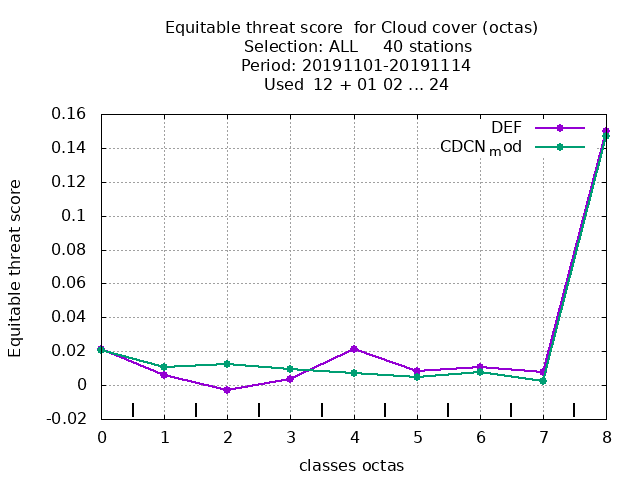 Equitable threat score  for Cloud cover (octas)
Selection: ALL     40 stations
Period: 20191101-20191114
Used  12 + 01 02 ... 24
0.16
0.14
0.12
0.1
0.08
0.06
0.04
0.02
0
-0.02
Equitable threat score
DEF
CDCN_mod
0 1 2 3 4 5 6 7 8
classes octas